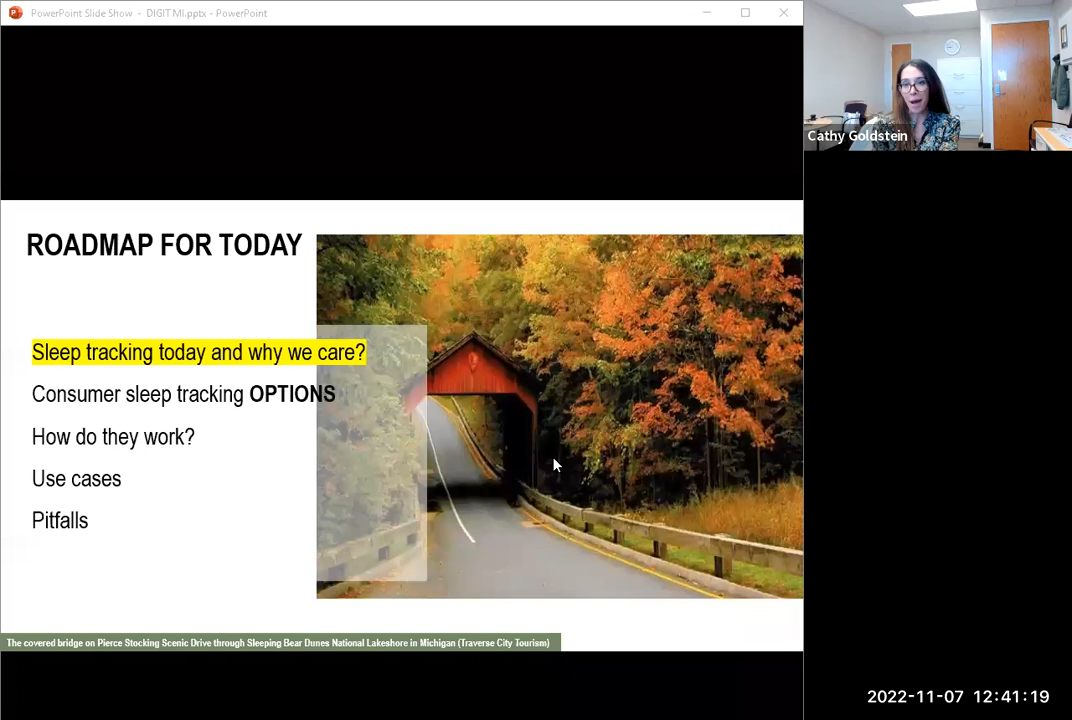 PowerPoint Slide Show - DIGIT MI.pptx - PowerPoint
Cathy Goldstein
ROADMAP FOR TODAY
Sleep tracking today and why we care?
Consumer sleep tracking OPTIONS
How do they work?
Use cases
Pitfalls
The covered bridge on Pierce Stocking Scenic Drive through Sleeping Bear Dunes National Lakeshore in Michigan (Traverse City Tourism)
2022-11-07 12:41:19